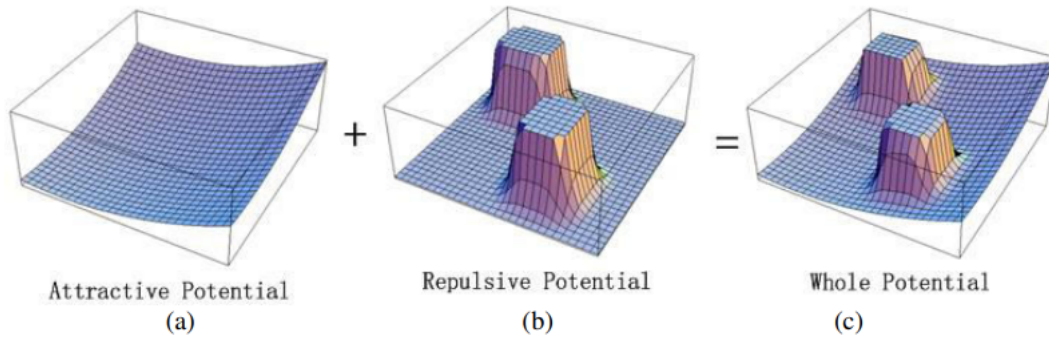 +
=
Attractive Potential
Repulsive Potential
Whole Potential
(a)
(b)
(c)